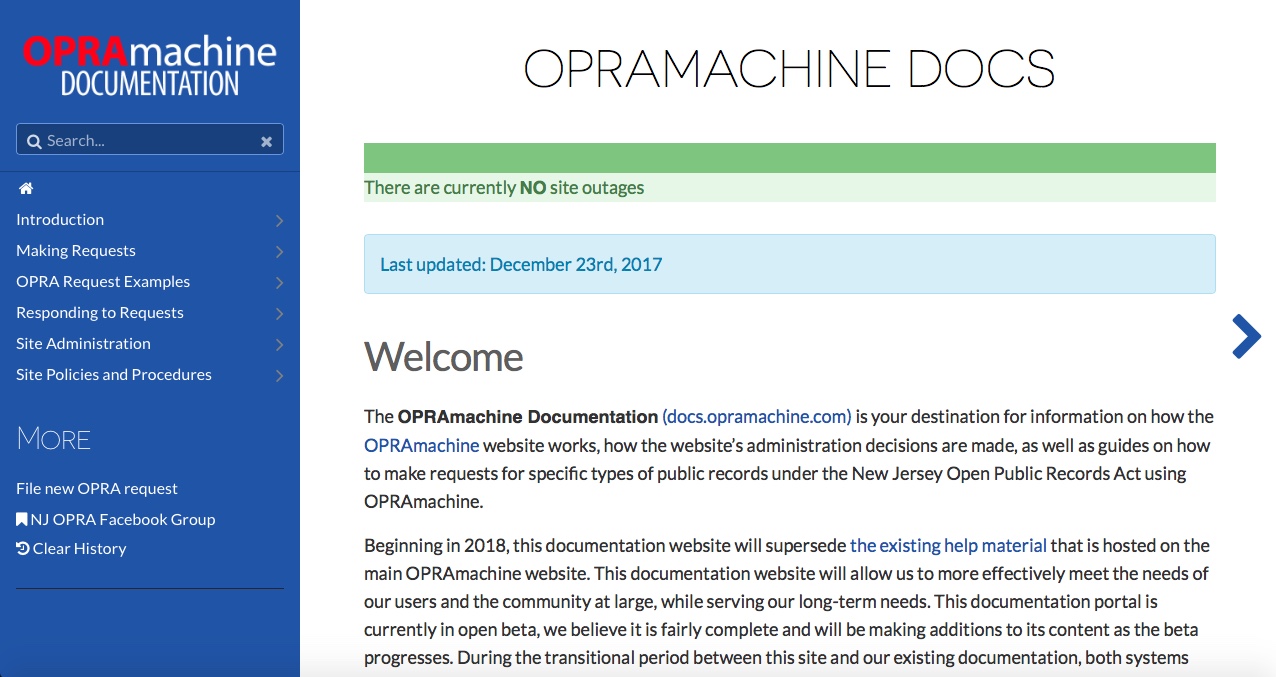 OPRAmachine
DOCUMENTATION
Search...
Introduction
Making Requests
OPRA Request Examples
Responding to Requests
Site Administration
Site Policies and Procedures
More
File new OPRA request
NJ OPRA Facebook Group
Clear History
OPRAMACHINE DOCS
There are currently NO site outages
Last updated: December 23rd, 2017
Welcome
The OPRAmachine Documentation (docs.opramachine.com) is your destination for information on how the
OPRAmachine website works, how the website’s administration decisions are made, as well as guides on how
to make requests for specific types of public records under the New Jersey Open Public Records Act using
OPRAmachine.
Beginning in 2018, this documentation website will supersede the existing help material that is hosted on the
main OPRAmachine website. This documentation website will allow us to more effectively meet the needs of
our users and the community at large, while serving our long-term needs. This documentation portal is
currently in open beta, we believe it is fairly complete and will be making additions to its content as the beta
progresses. During the transitional period between this site and our existing documentation, both systems